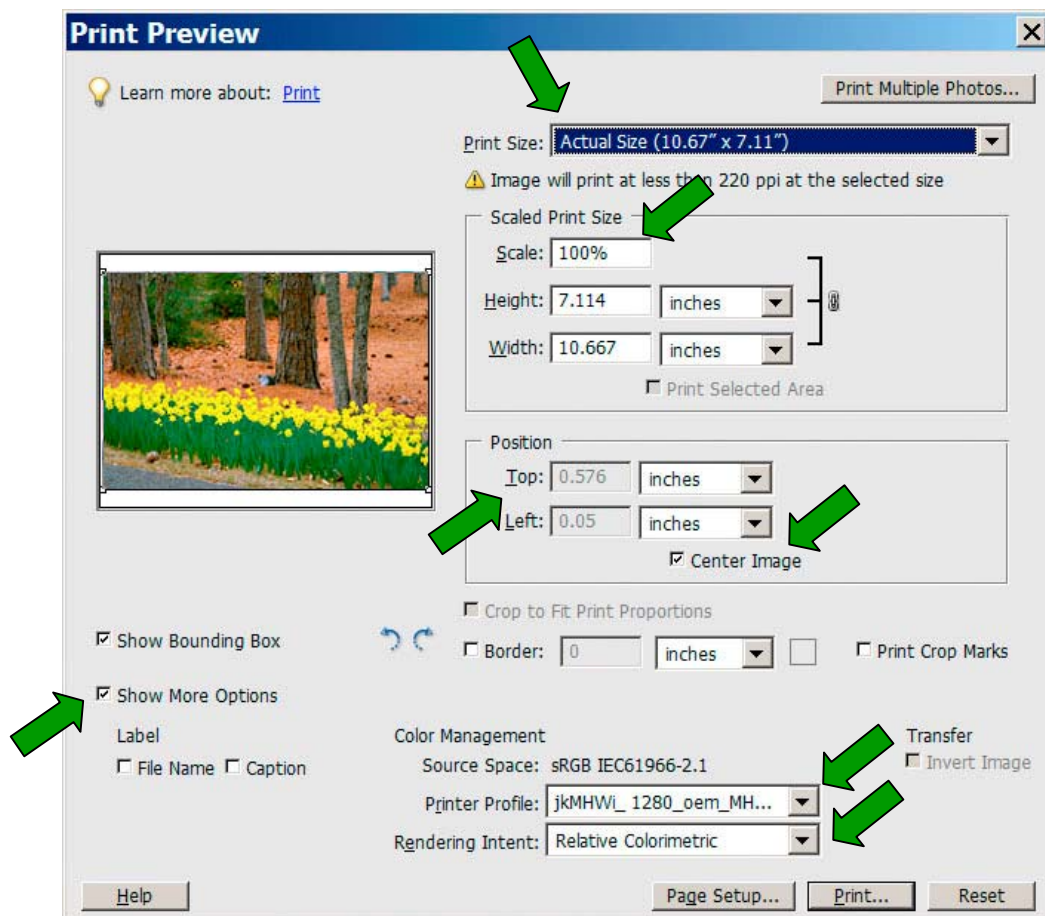 Print Preview
Learn more about: Print
Print Multiple Photos...
Print Size: Actual Size (10.67" x 7.11")
Image will print at less than 220 ppi at the selected size
Scaled Print Size
Scale: 100%
Height: 7.114 inches
Width: 10.667 inches
Print Selected Area
Position
Top: 0.576 inches
Left: 0.05 inches
Center Image
Crop to Fit Print Proportions
Show Bounding Box
Border: 0 inches
Print Crop Marks
Show More Options
Label
File Name Caption
Color Management
Source Space: sRGB IEC61966-2.1
Printer Profile: jkMHWi_ 1280_oem_MH...
Rendering Intent: Relative Colorimetric
Transfer
Invert Image
Help
Page Setup...
Print...
Reset